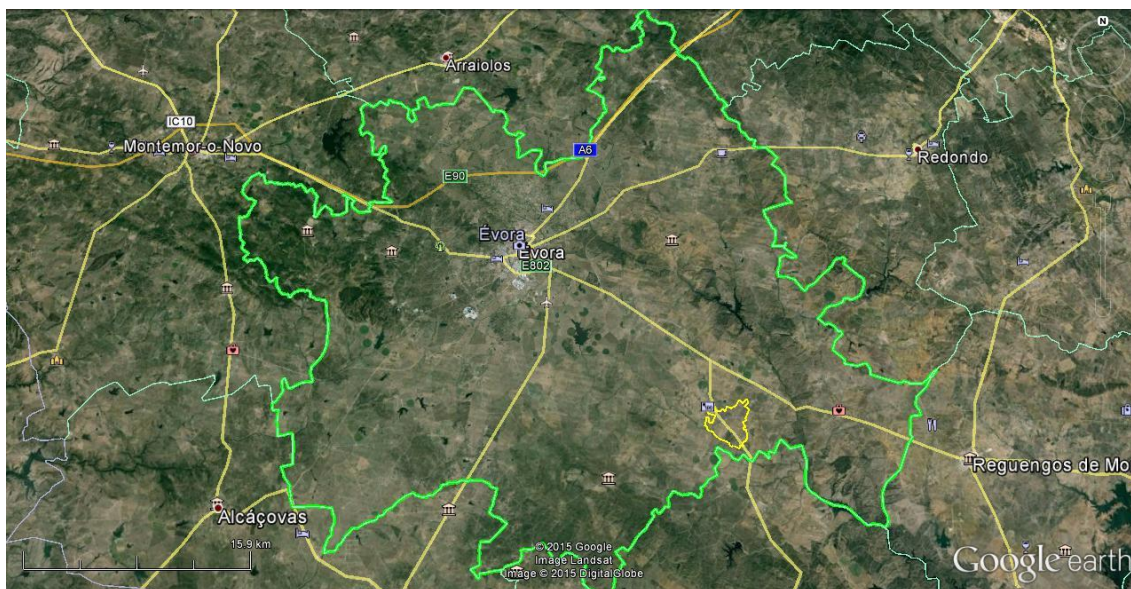 N
Arraiolos
IC10
Montemor-o-Novo
A6
Redondo
E90
Évora
Évora
E802
Reguengos de Mo
Alcáçovas
15.9 km
© 2015 Google
Image Landsat
Image © 2015 DigitalGlobe
Google earth